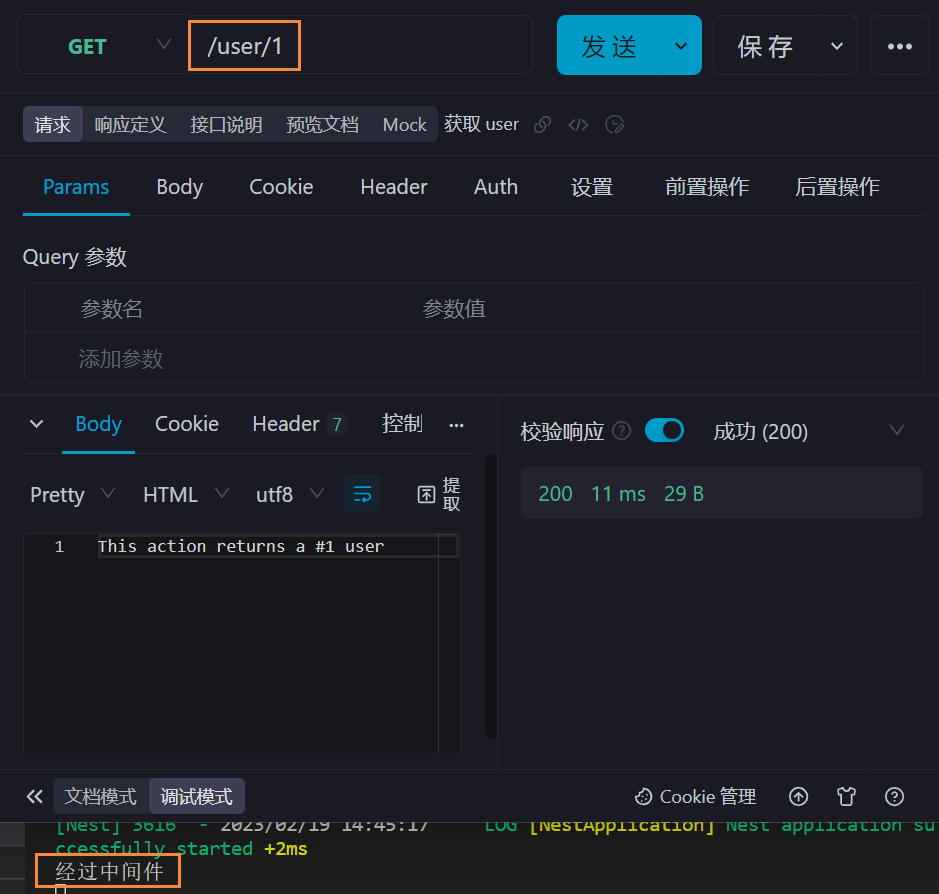 GET /user/1 发 送 保 存
请求 响应定义 接口说明 预览文档 Mock 获取 user
Params Body Cookie Header Auth 设置 前置操作 后置操作
Query 参数
参数名 参数值
添加参数
Body Cookie Header 7 控制 ...
校验响应 ? 成功 (200)
Pretty HTML utf8 提取
200 11 ms 29 B
1 This action returns a #1 user
文档模式 调试模式 Cookie 管理
[Nest] 3616 - 2023/02/19 14:45:17 LOG [NestApplication] Nest application su
ccessfully started +2ms
经过中间件